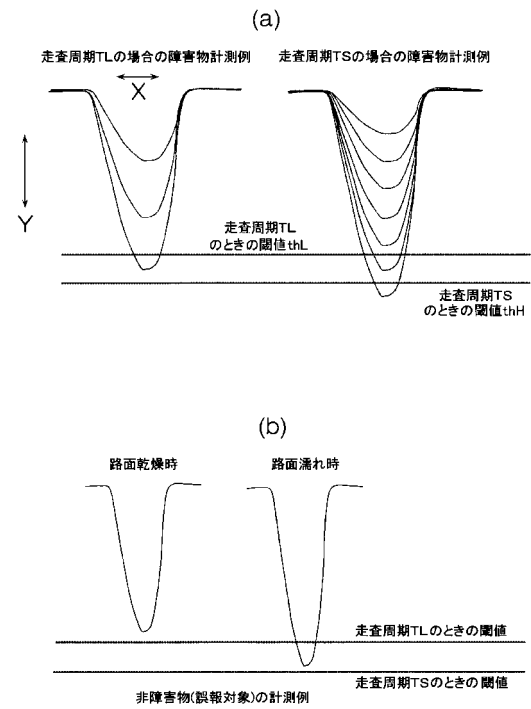 (a)
走査周期TLの場合の障害物計測例
走査周期TSの場合の障害物計測例
X
Y
走査周期TL
のときの閾値thL
走査周期TS
のときの閾値thH
(b)
路面乾燥時
路面濡れ時
走査周期TLのときの閾値
走査周期TSのときの閾値
非障害物(誤報対象)の計測例